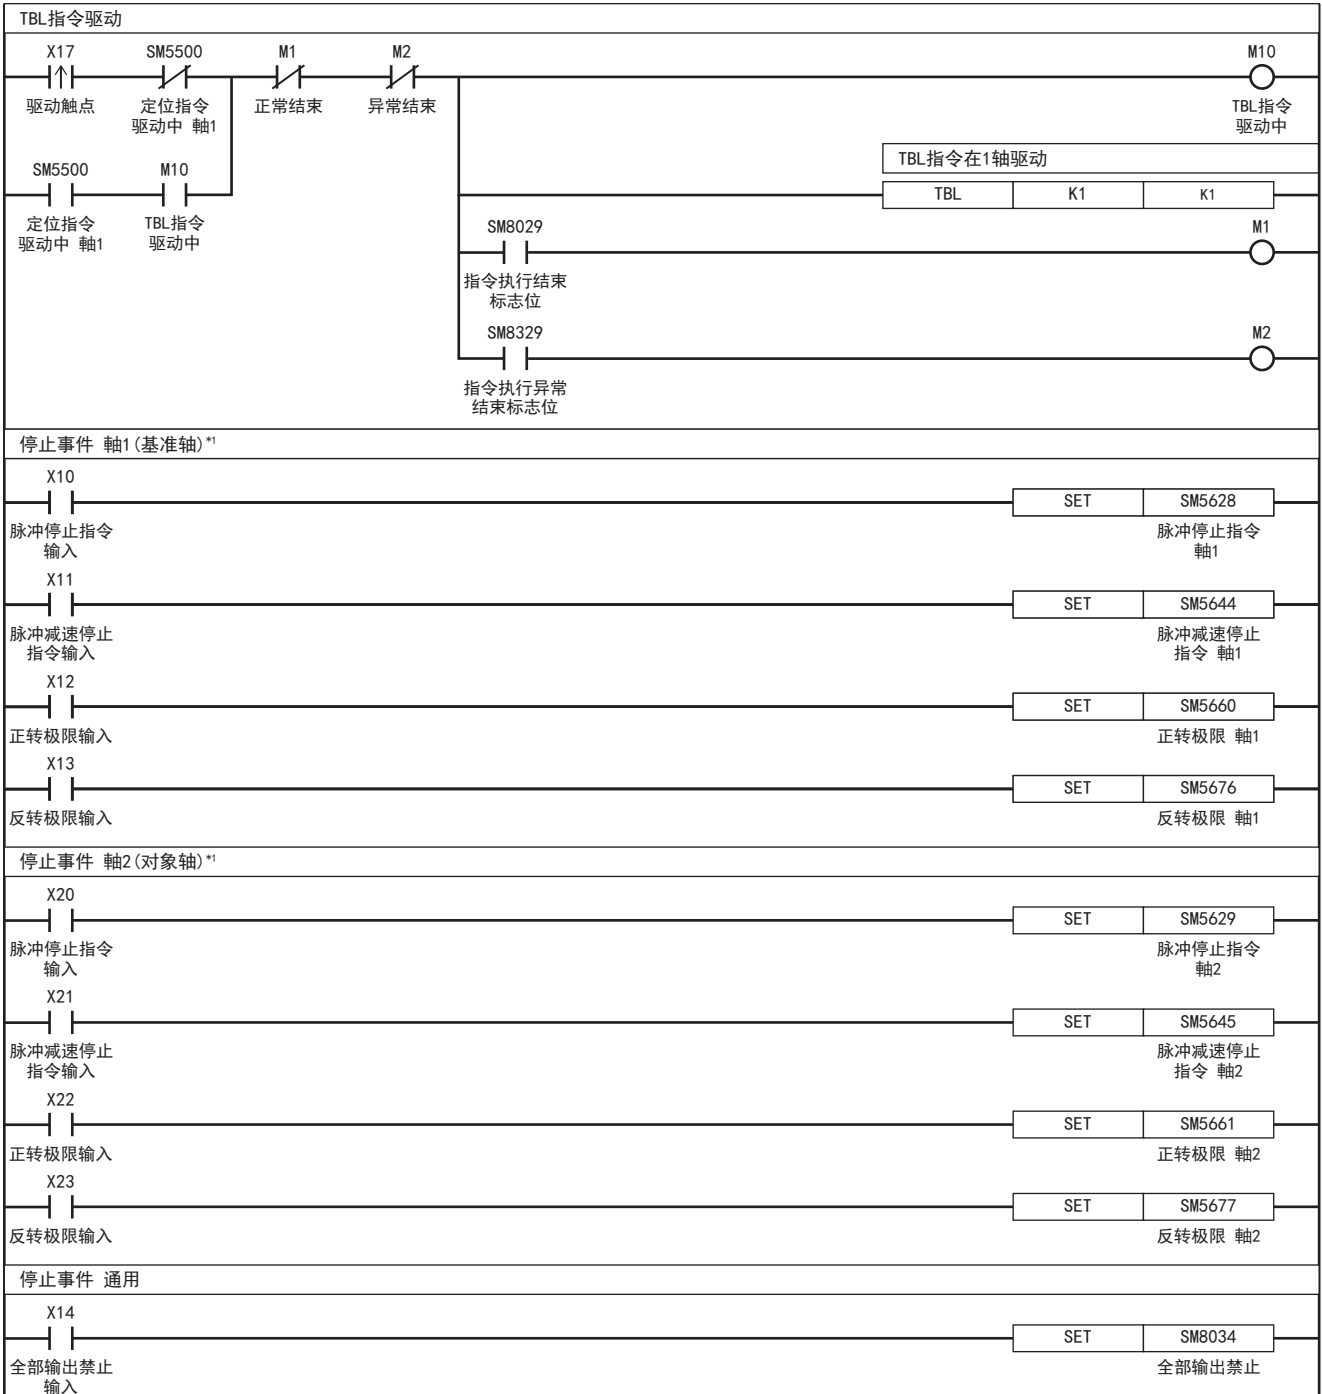 TBL指令驱动
X17 SM5500 M1 M2 M10
驱动触点 定位指令 正常结束 异常结束 TBL指令
驱动中 軸1 驱动中
TBL指令在1轴驱动
SM5500 M10
TBL K1 K1
定位指令 TBL指令 SM8029 M1
驱动中 軸1 驱动中
指令执行结束
标志位
SM8329 M2
指令执行异常
结束标志位
停止事件 軸1(基准轴)*1
X10
SET SM5628
脉冲停止指令 脉冲停止指令
输入 軸1
X11
SET SM5644
脉冲减速停止 脉冲减速停止
指令输入 指令 軸1
X12
SET SM5660
正转极限输入 正转极限 軸1
X13
SET SM5676
反转极限输入 反转极限 軸1
停止事件 軸2(对象轴)*1
X20
SET SM5629
脉冲停止指令 脉冲停止指令
输入 軸2
X21
SET SM5645
脉冲减速停止 脉冲减速停止
指令输入 指令 軸2
X22
SET SM5661
正转极限输入 正转极限 軸2
X23
SET SM5677
反转极限输入 反转极限 軸2
停止事件 通用
X14
SET SM8034
全部输出禁止 全部输出禁止
输入